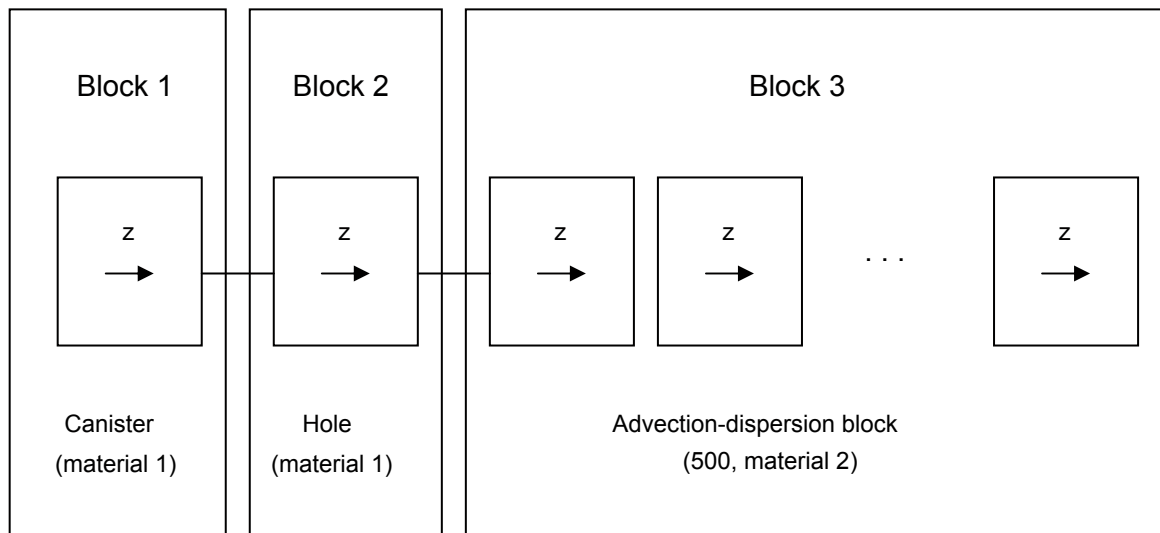 Block 1
Block 2
Block 3
z
z
z
z
. . .
z
Canister
(material 1)
Hole
(material 1)
Advection-dispersion block
(500, material 2)